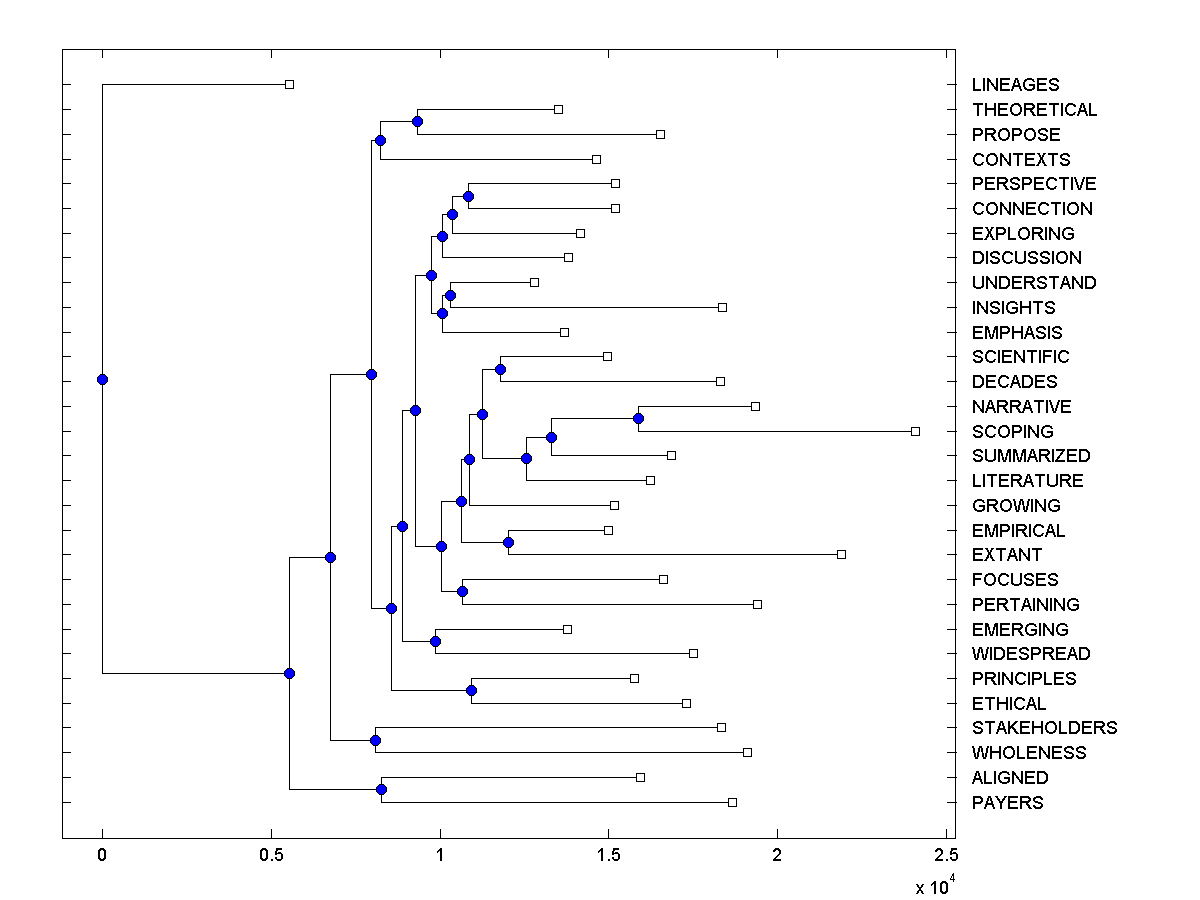 LINEAGES
THEORETICAL
PROPOSE
CONTEXTS
PERSPECTIVE
CONNECTION
EXPLORING
DISCUSSION
UNDERSTAND
INSIGHTS
EMPHASIS
SCIENTIFIC
DECADES
NARRATIVE
SCOPING
SUMMARIZED
LITERATURE
GROWING
EMPIRICAL
EXTANT
FOCUSES
PERTAINING
EMERGING
WIDESPREAD
PRINCIPLES
ETHICAL
STAKEHOLDERS
WHOLENESS
ALIGNED
PAYERS
0 0.5 1 1.5 2 2.5
x 10^4